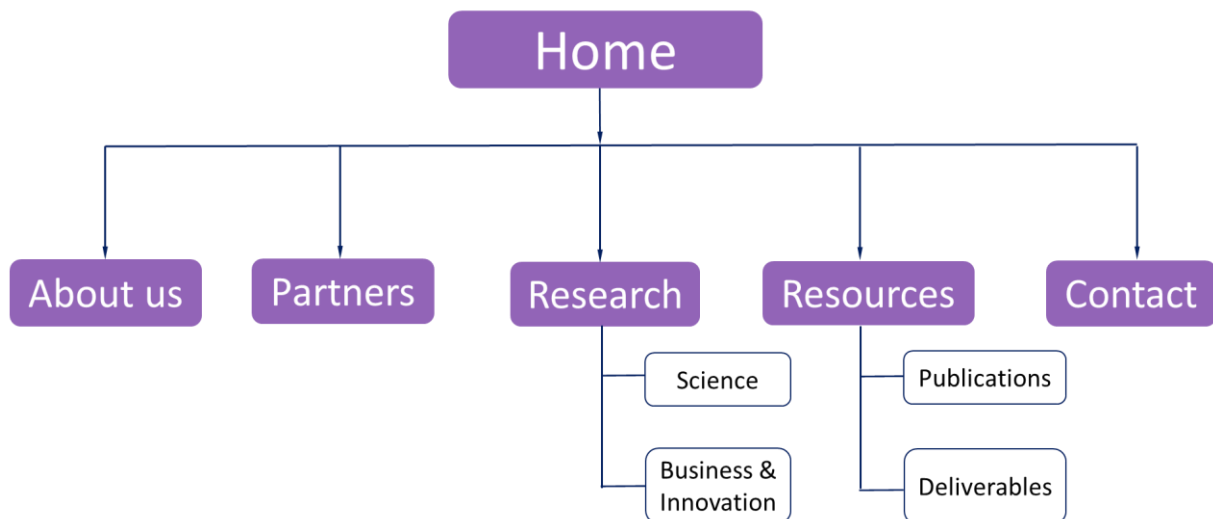 Home
About us
Partners
Research
Resources
Contact
Science
Publications
Business &
Innovation
Deliverables